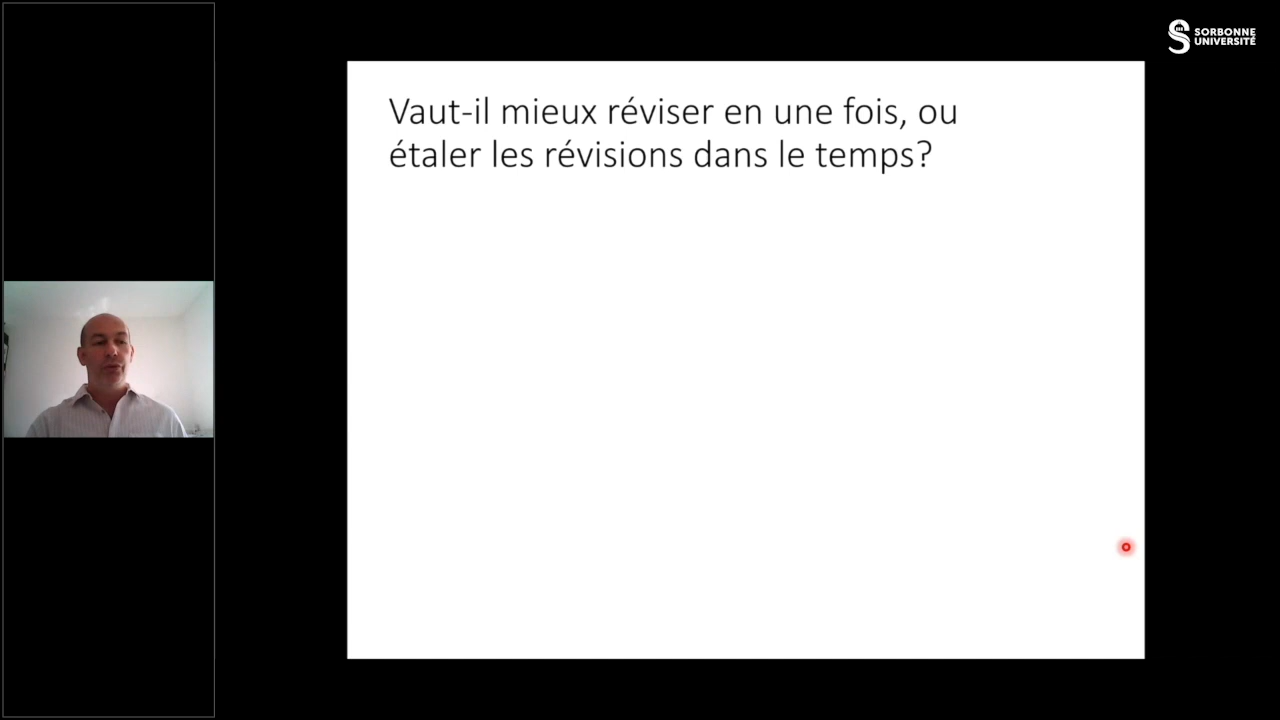 SORBONNE
UNIVERSITÉ
Vaut-il mieux réviser en une fois, ou
étaler les révisions dans le temps?